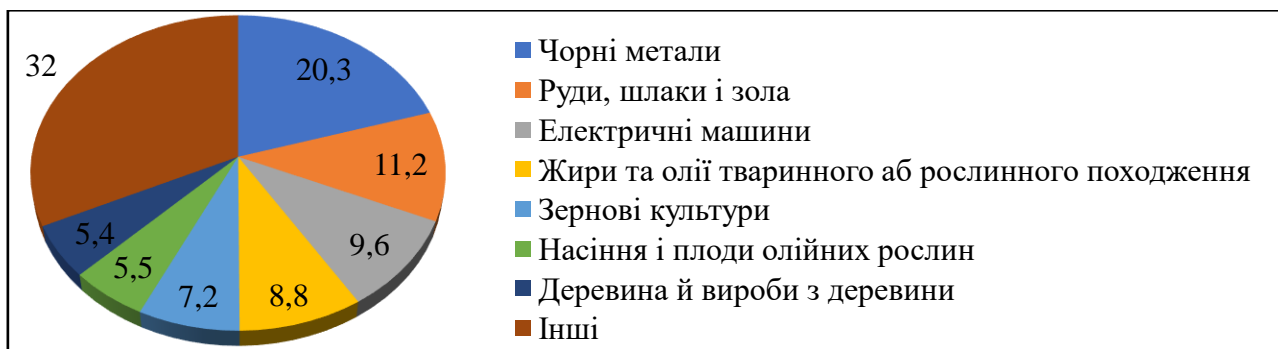 32
20,3
11,2
9,6
8,8
7,2
5,5
5,4
Чорні метали
Руди, шлаки і зола
Електричні машини
Жири та олії тваринного аб рослинного походження
Зернові культури
Насіння і плоди олійних рослин
Деревина й вироби з деревини
Інші